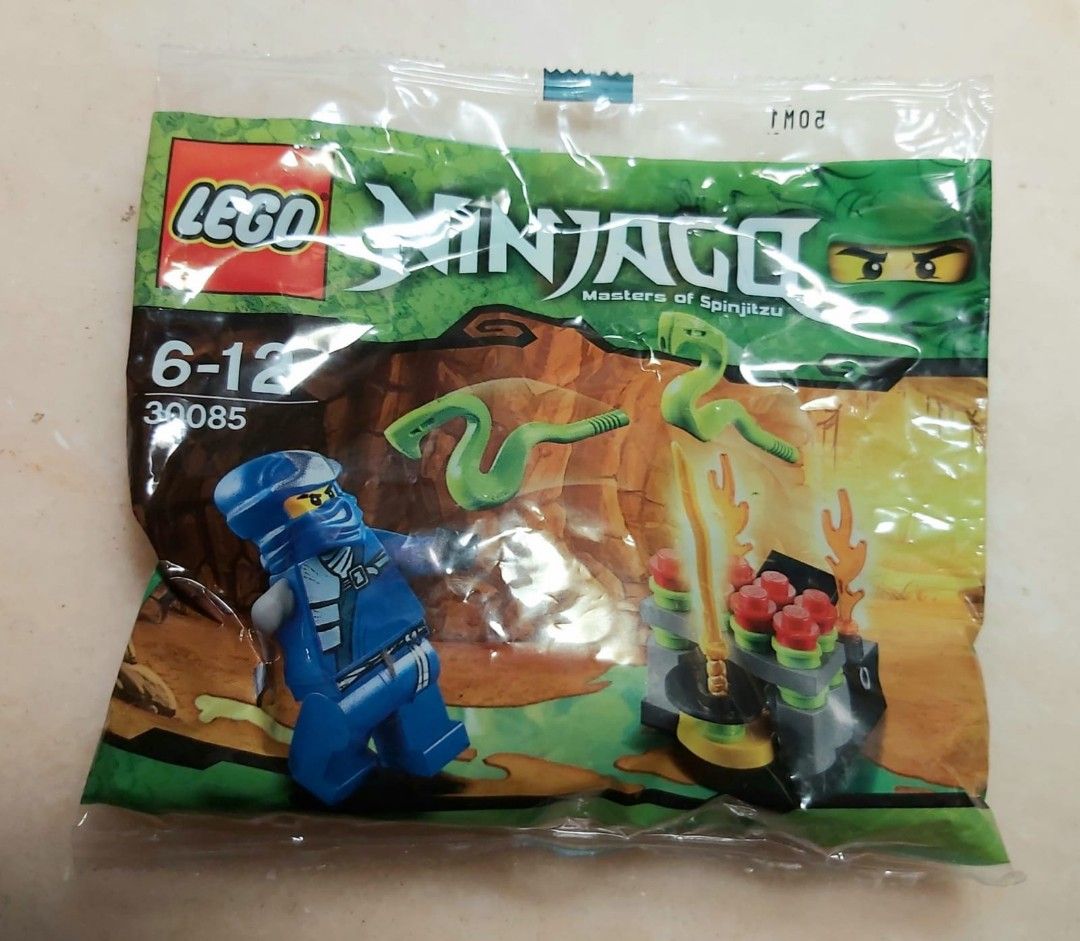 50M1
LEGO®
NINJAGO
Masters of Spinjitzu
6-12
30085